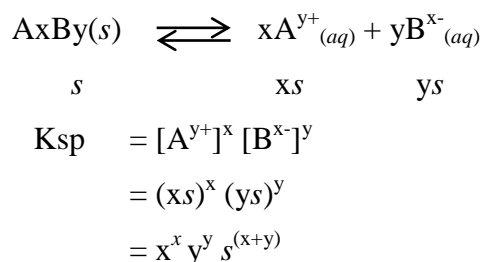 AxBy(s) ⇌ xA^{y+}_{(aq)} + yB^{x-}_{(aq)}
s xs ys
Ksp = [A^{y+}]^x [B^{x-}]^y
= (xs)^x (ys)^y
= x^x y^y s^{(x+y)}